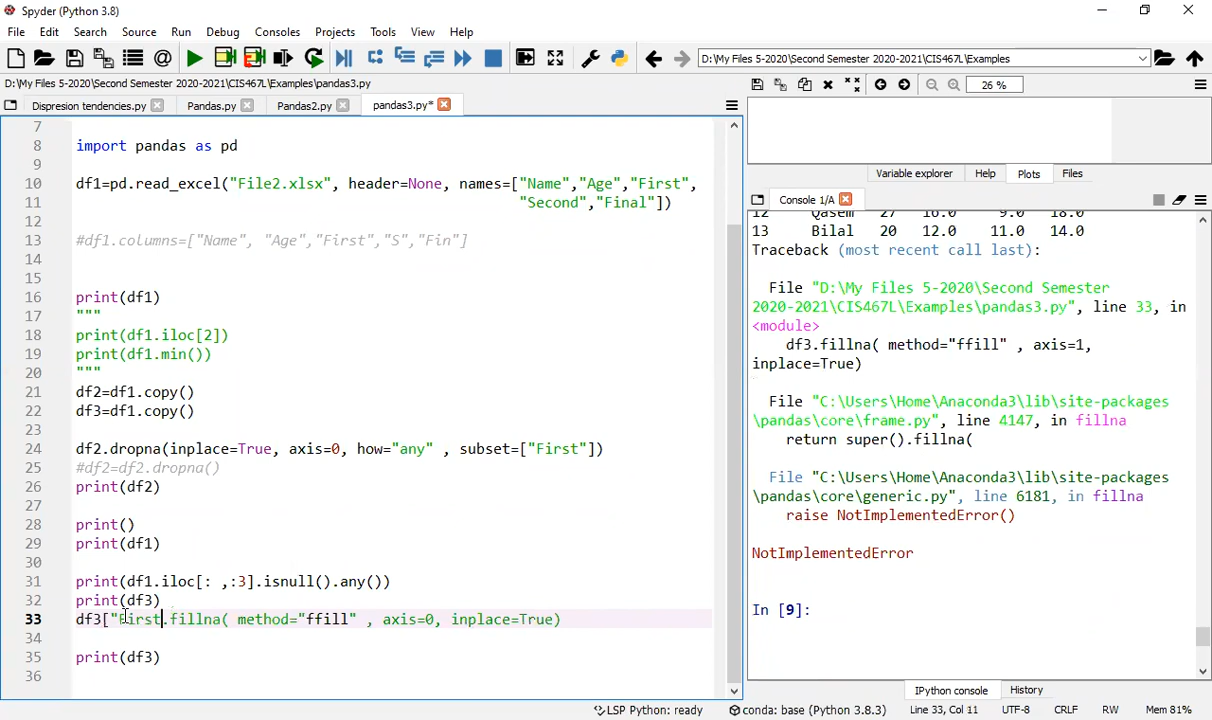 Spyder (Python 3.8)
File Edit Search Source Run Debug Consoles Projects Tools View Help
D:\My Files 5-2020\Second Semester 2020-2021\CIS467L\Examples
D:\My Files 5-2020\Second Semester 2020-2021\CIS467L\Examples\pandas3.py
26 %
Dispresion tendencies.py Pandas.py Pandas2.py pandas3.py*
7
8 import pandas as pd
9
10 df1=pd.read_excel("File2.xlsx", header=None, names=["Name","Age","First",
11 "Second","Final"])
12
13 #df1.columns=["Name", "Age","First","S","Fin"]
14
15
16 print(df1)
17 """
18 print(df1.iloc[2])
19 print(df1.min())
20 """
21 df2=df1.copy()
22 df3=df1.copy()
23
24 df2.dropna(inplace=True, axis=0, how="any" , subset=["First"])
25 #df2=df2.dropna()
26 print(df2)
27
28 print()
29 print(df1)
30
31 print(df1.iloc[: ,:3].isnull().any())
32 print(df3)
33 df3["First.fillna( method="ffill" , axis=0, inplace=True)
34
35 print(df3)
36
Variable explorer Help Plots Files
Console 1/A
12 Qasem 27 16.0 9.0 18.0
13 Bilal 20 12.0 11.0 14.0
Traceback (most recent call last):
File "D:\My Files 5-2020\Second Semester
2020-2021\CIS467L\Examples\pandas3.py", line 33, in
<module>
df3.fillna( method="ffill" , axis=1,
inplace=True)
File "C:\Users\Home\Anaconda3\lib\site-packages
\pandas\core\frame.py", line 4147, in fillna
return super().fillna(
File "C:\Users\Home\Anaconda3\lib\site-packages
\pandas\core\generic.py", line 6181, in fillna
raise NotImplementedError()
NotImplementedError
In [9]:
IPython console History
LSP Python: ready conda: base (Python 3.8.3) Line 33, Col 11 UTF-8 CRLF RW Mem 81%